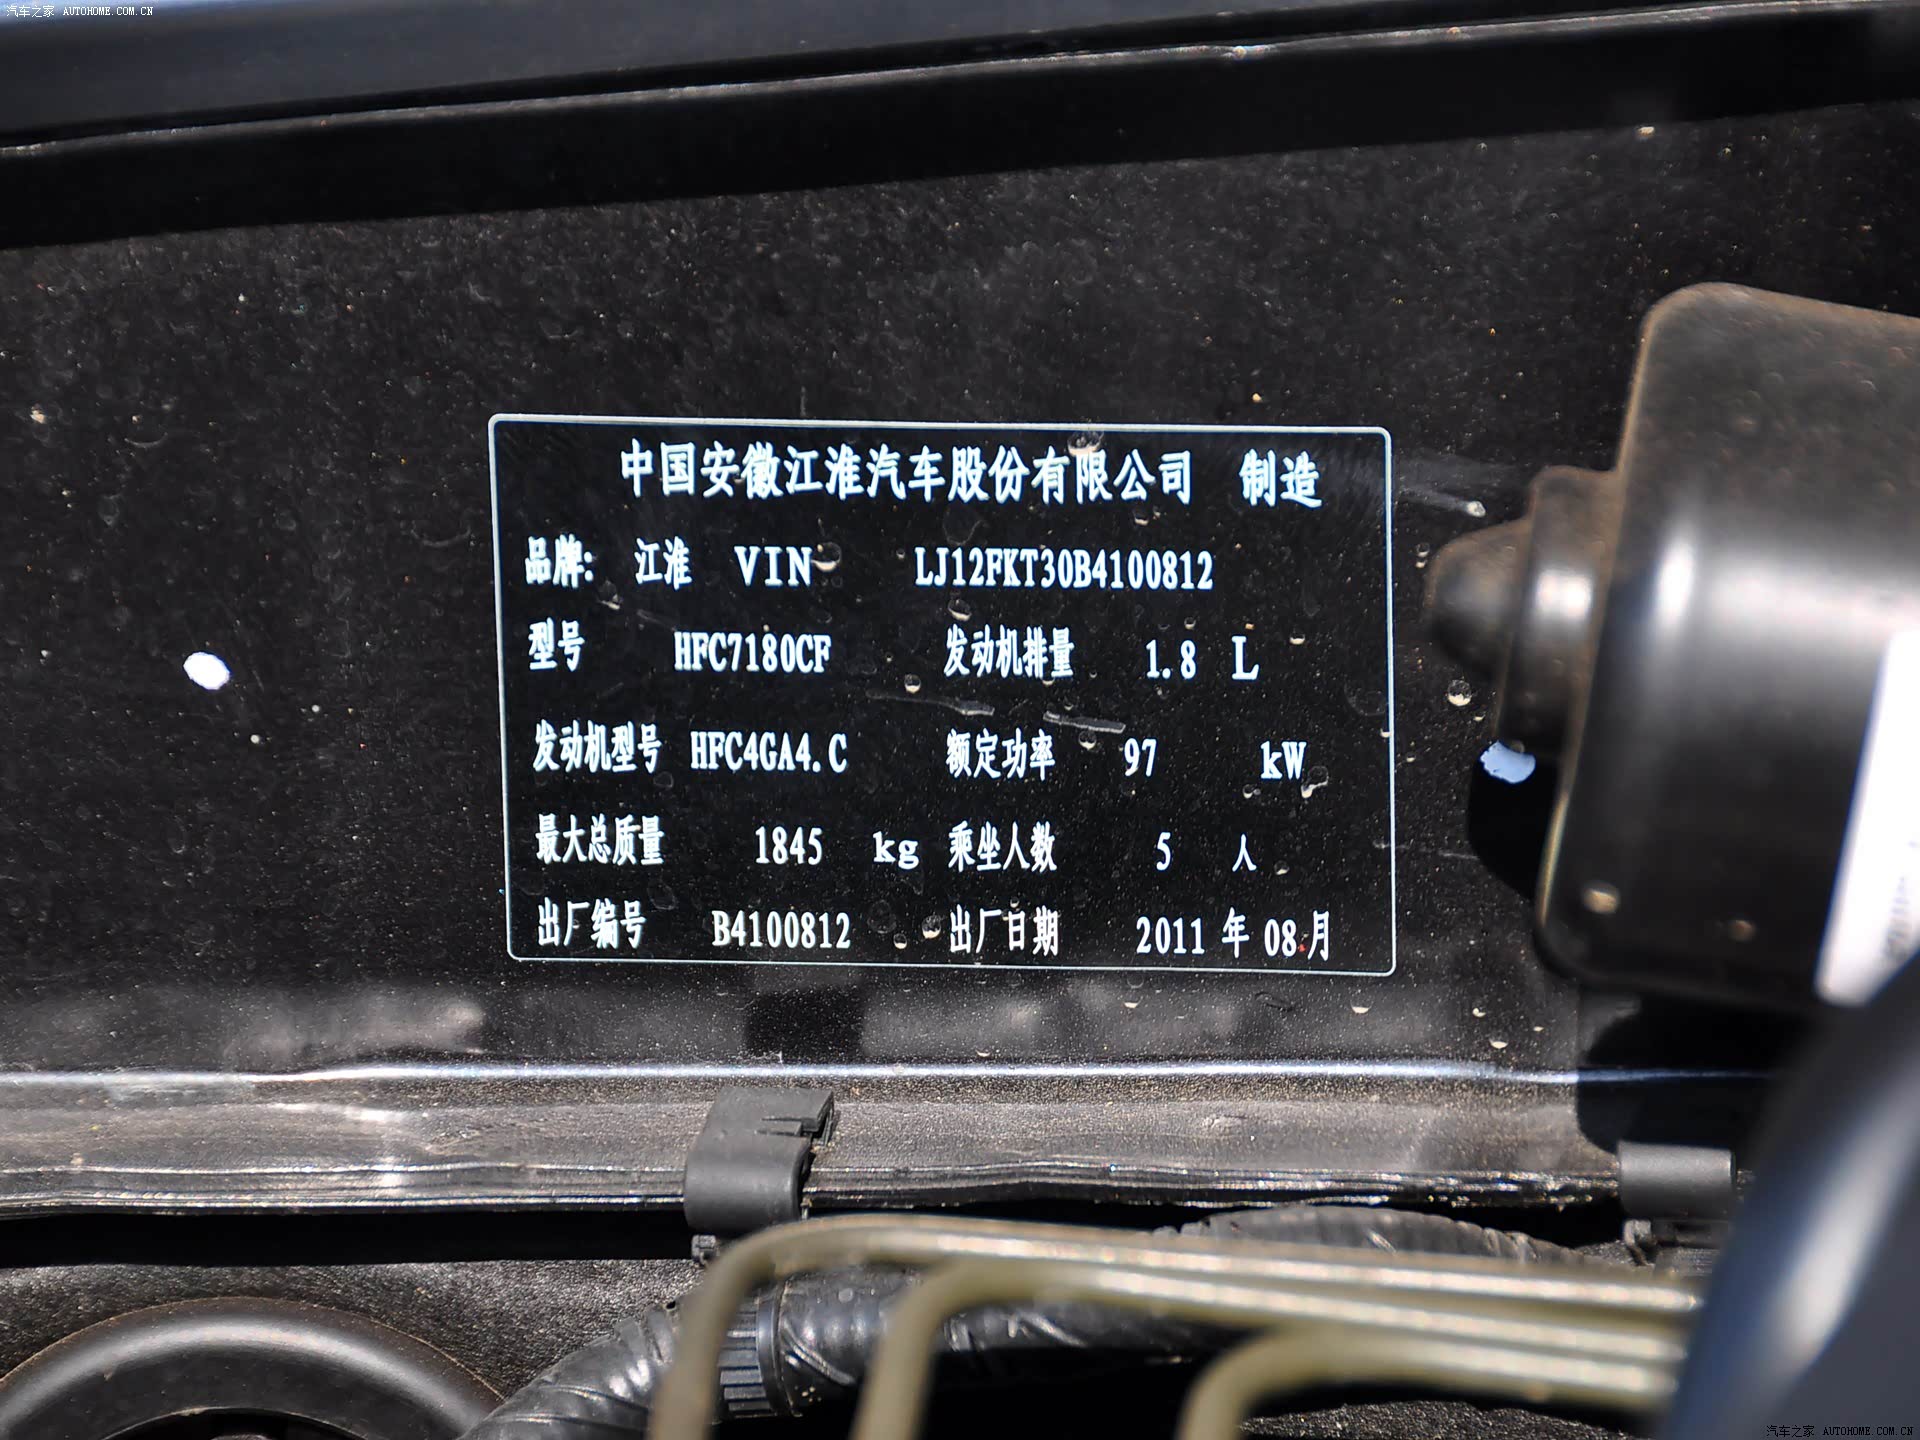 汽车之家 AUTOHOME.COM.CN
中国安徽江淮汽车股份有限公司 制造
品牌: 江淮 VIN LJ12FKT30B4100812
型号 HFC7180CF 发动机排量 1.8 L
发动机型号 HFC4GA4.C 额定功率 97 kW
最大总质量 1845 kg 乘坐人数 5 人
出厂编号 B4100812 出厂日期 2011 年 08 月
汽车之家 AUTOHOME.COM.CN